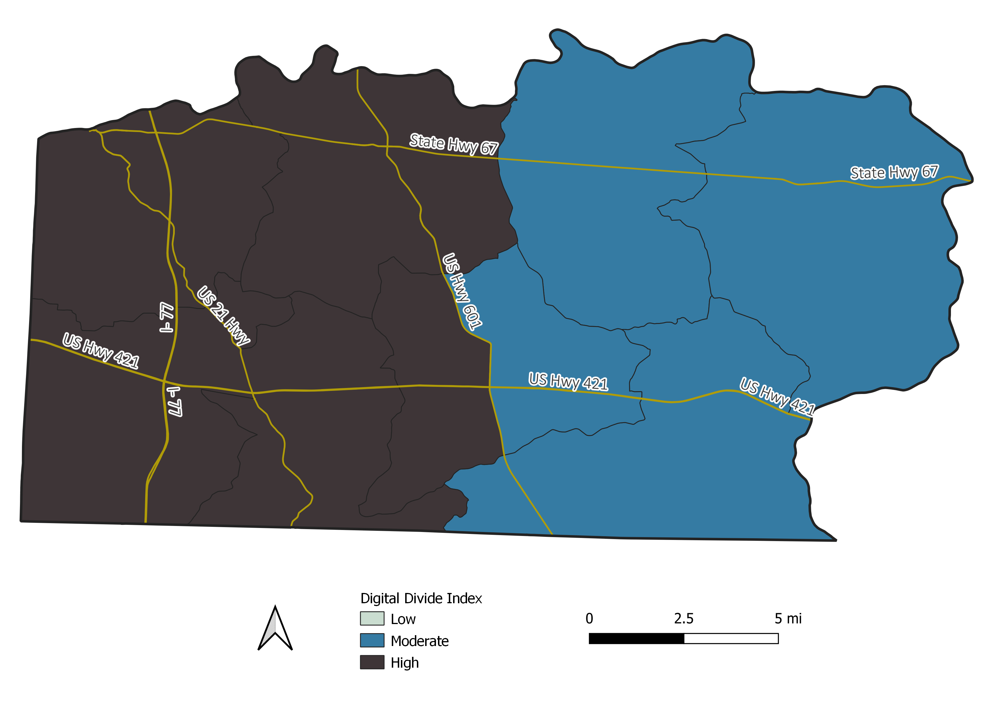 State Hwy 67
State Hwy 67
US Hwy 601
US 21 Hwy
I-77
US Hwy 421
US Hwy 421
US Hwy 421
I-77
Digital Divide Index
Low
Moderate
High
0 2.5 5 mi